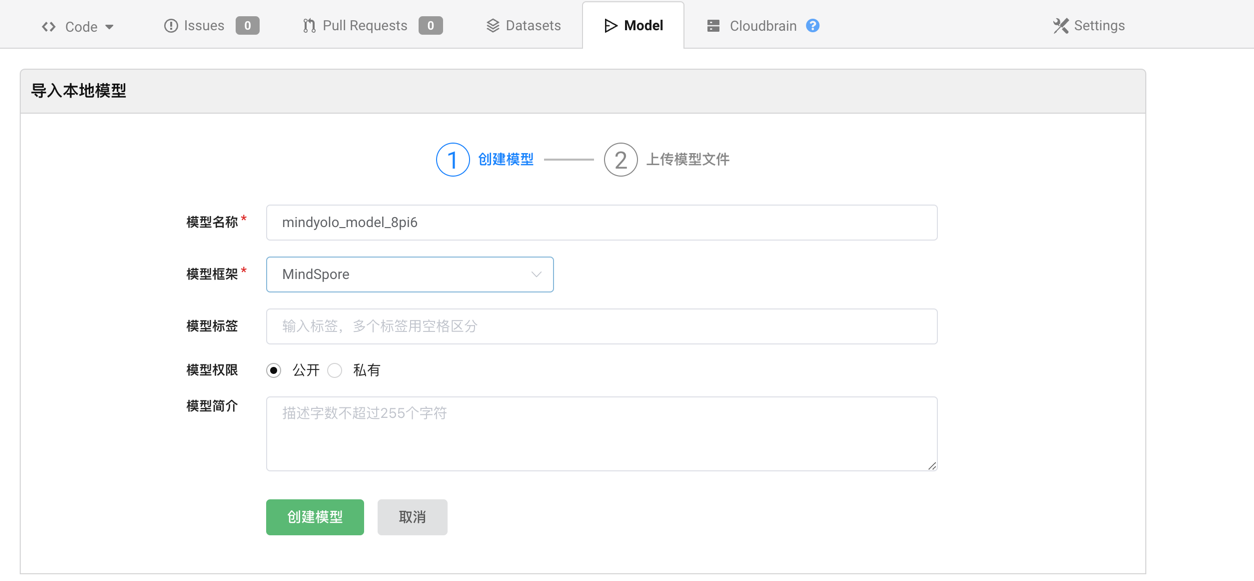 Code Issues 0 Pull Requests 0 Datasets Model Cloudbrain ? Settings
导入本地模型
1 创建模型 2 上传模型文件
模型名称* mindyolo_model_8pi6
模型框架* MindSpore
模型标签 输入标签，多个标签用空格区分
模型权限 公开 私有
模型简介 描述字数不超过255个字符
创建模型 取消